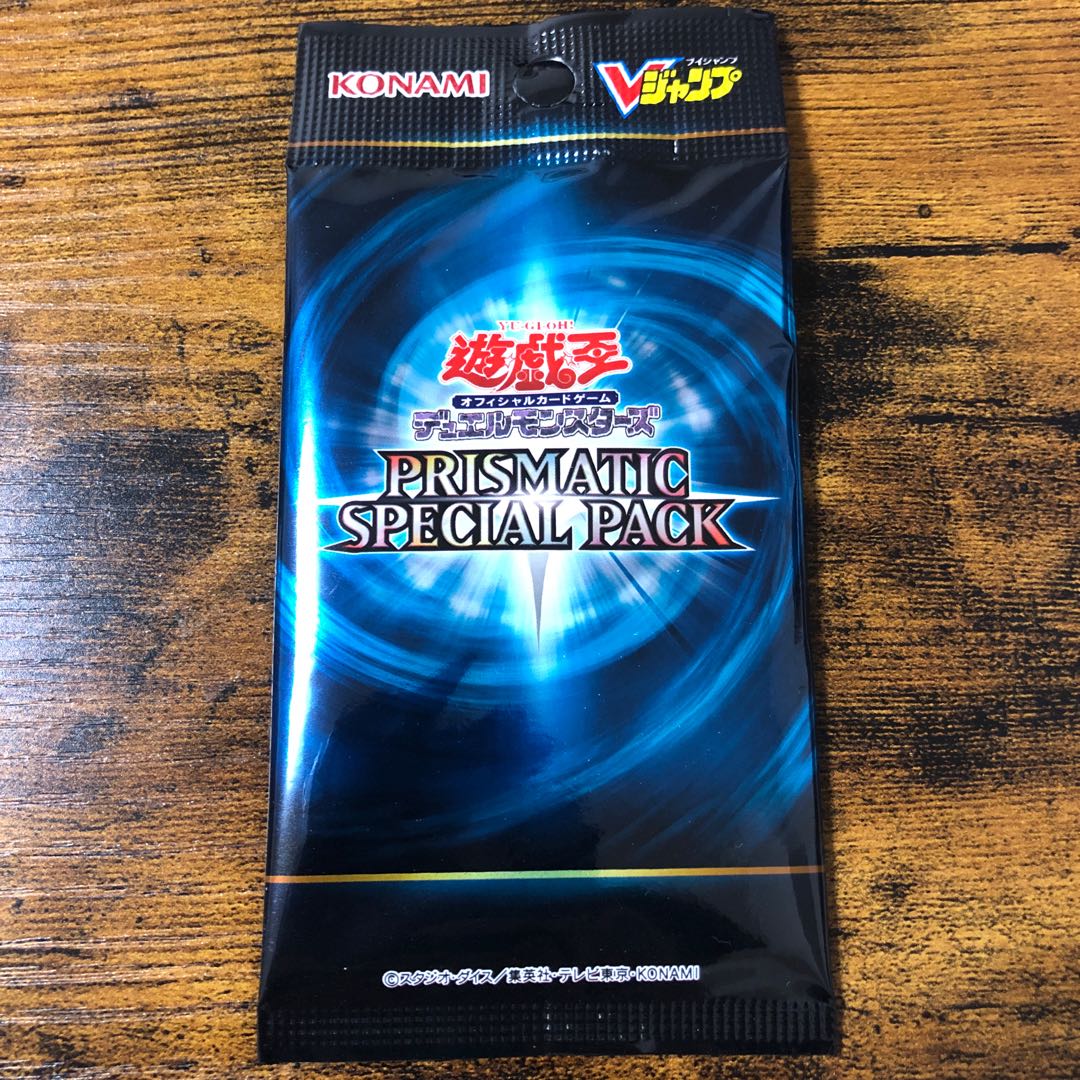 KONAMI
ブイジャンプ
Vジャンプ
YU-GI-OH!
遊☆戯☆王
オフィシャルカードゲーム
デュエルモンスターズ
PRISMATIC
SPECIAL PACK
©スタジオ・ダイス／集英社・テレビ東京・KONAMI